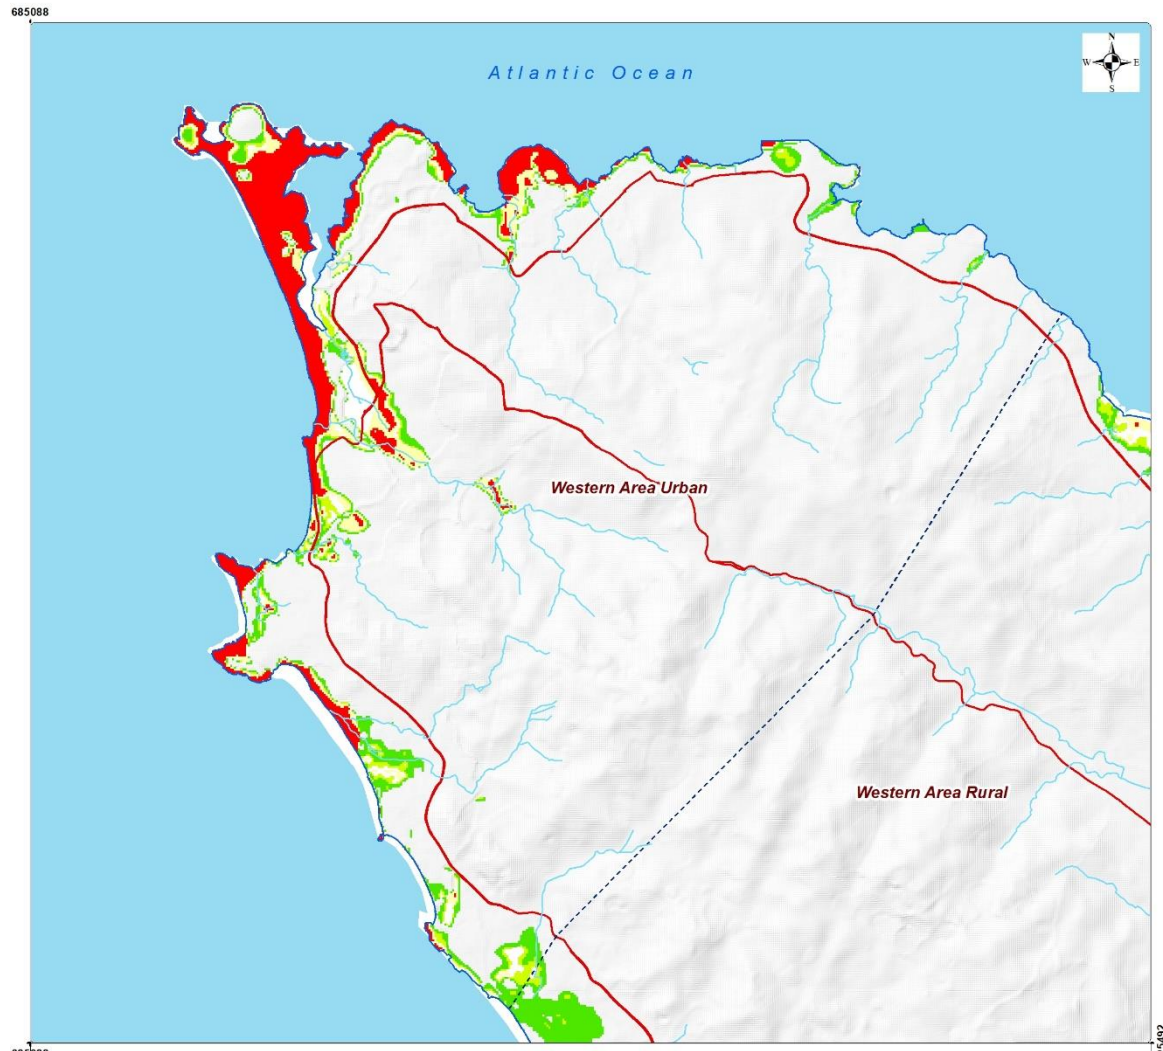 685088
Atlantic Ocean
N
W E
S
Western Area Urban
Western Area Rural